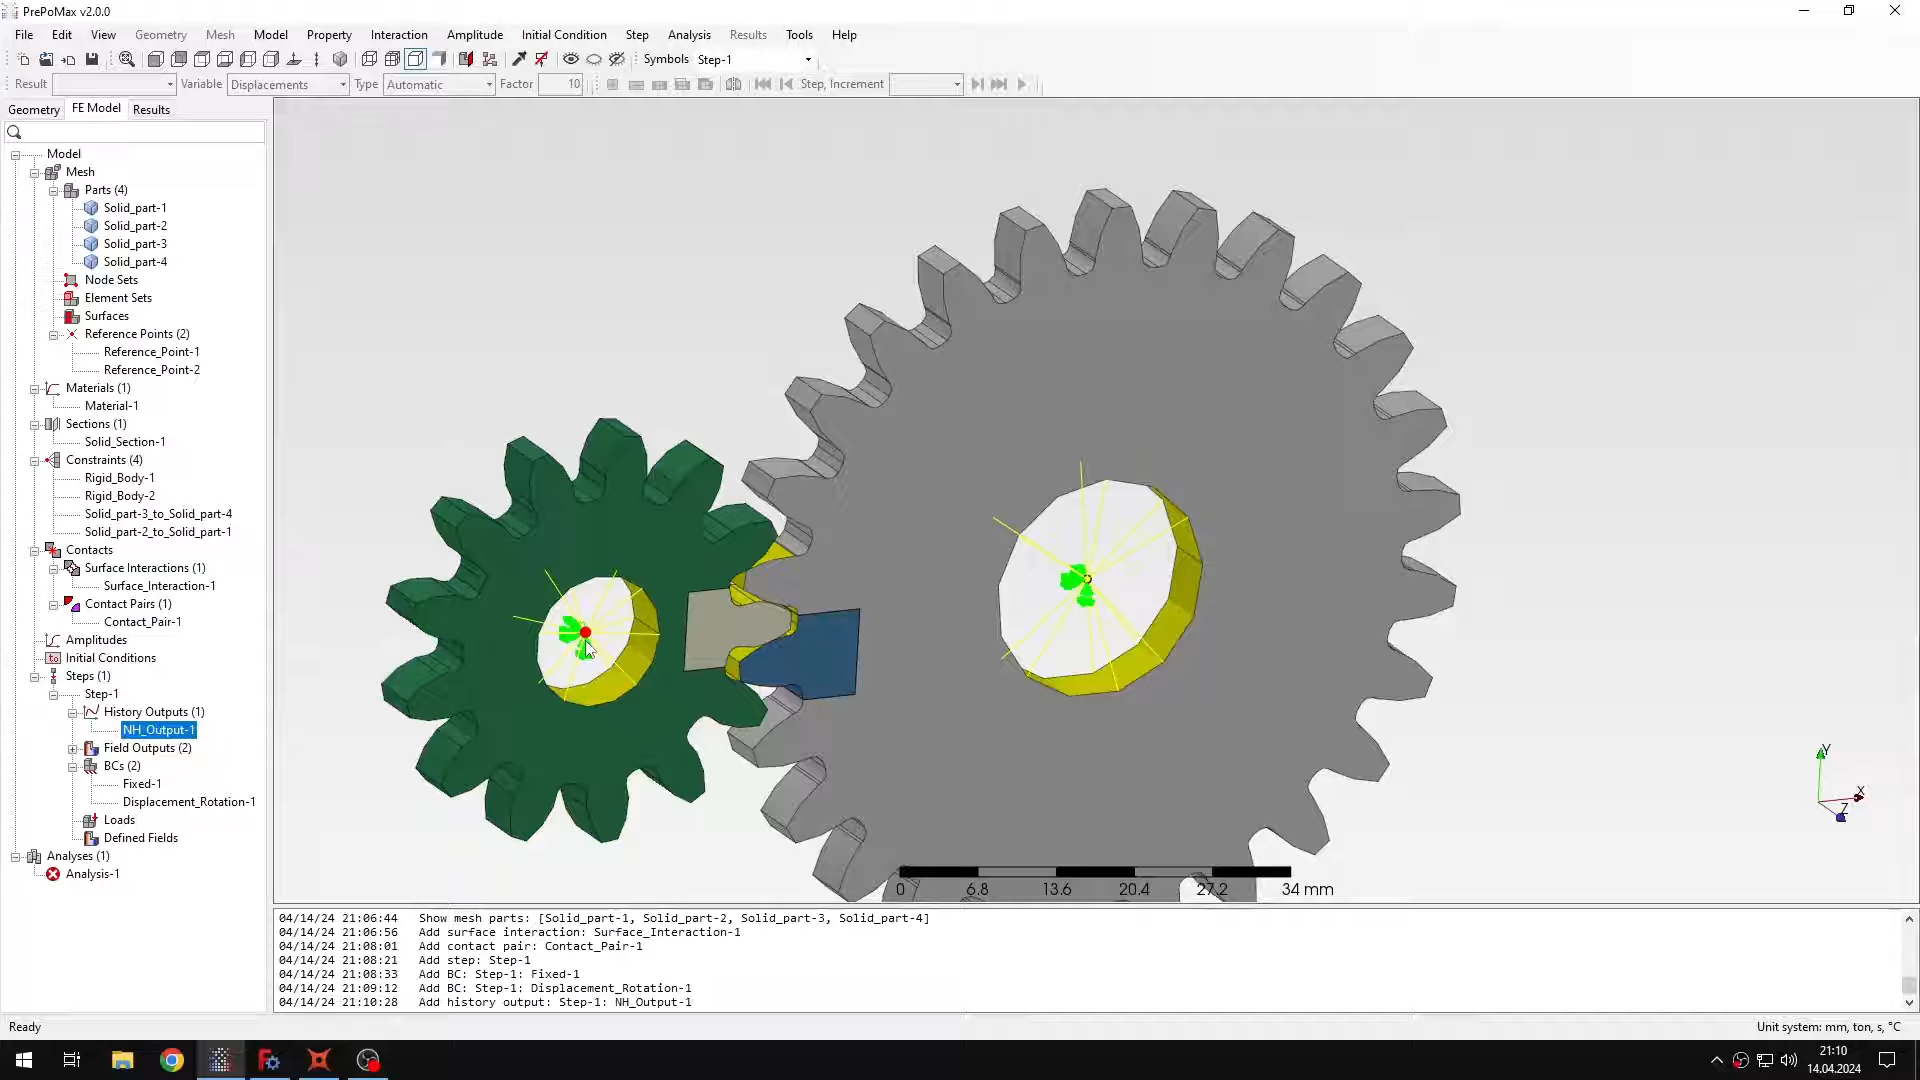 PrePoMax v2.0.0
File Edit View Geometry Mesh Model Property Interaction Amplitude Initial Condition Step Analysis Results Tools Help
Symbols Step-1
Result Variable Displacements Type Automatic Factor 10 Step, Increment
Geometry FE Model Results
Model
Mesh
Parts (4)
Solid_part-1
Solid_part-2
Solid_part-3
Solid_part-4
Node Sets
Element Sets
Surfaces
Reference Points (2)
Reference_Point-1
Reference_Point-2
Materials (1)
Material-1
Sections (1)
Solid_Section-1
Constraints (4)
Rigid_Body-1
Rigid_Body-2
Solid_part-3_to_Solid_part-4
Solid_part-2_to_Solid_part-1
Contacts
Surface Interactions (1)
Surface_Interaction-1
Contact Pairs (1)
Contact_Pair-1
Amplitudes
Initial Conditions
Steps (1)
Step-1
History Outputs (1)
NH_Output-1
Field Outputs (2)
BCs (2)
Fixed-1
Displacement_Rotation-1
Loads
Defined Fields
Analyses (1)
Analysis-1
Y
X
Z
0 6.8 13.6 20.4 27.2 34 mm
04/14/24 21:06:44 Show mesh parts: [Solid_part-1, Solid_part-2, Solid_part-3, Solid_part-4]
04/14/24 21:06:56 Add surface interaction: Surface_Interaction-1
04/14/24 21:08:01 Add contact pair: Contact_Pair-1
04/14/24 21:08:21 Add step: Step-1
04/14/24 21:08:33 Add BC: Step-1: Fixed-1
04/14/24 21:09:12 Add BC: Step-1: Displacement_Rotation-1
04/14/24 21:10:28 Add history output: Step-1: NH_Output-1
Ready Unit system: mm, ton, s, °C
21:10
14.04.2024